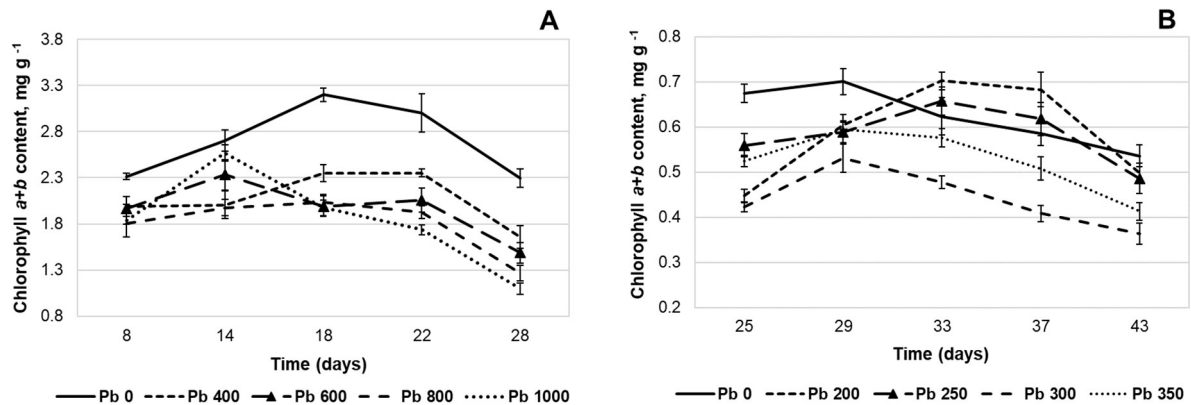 A
Chlorophyll a+b content, mg g -1
3.8
3.3
2.8
2.3
1.8
1.3
0.8
8 14 18 22 28
Time (days)
Pb 0 Pb 400 Pb 600 Pb 800 Pb 1000
B
Chlorophyll a+b content, mg g -1
0.8
0.7
0.6
0.5
0.4
0.3
0.2
25 29 33 37 43
Time (days)
Pb 0 Pb 200 Pb 250 Pb 300 Pb 350